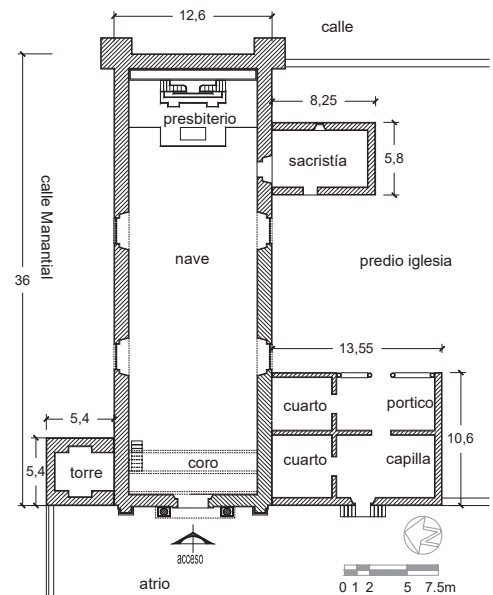 12,6
calle
8,25
presbiterio
sacristía
5,8
calle Manantial
nave
predio iglesia
36
13,55
5,4
cuarto
portico
10,6
5,4
torre
coro
cuarto
capilla
acceso
atrio
0 1 2 5 7.5m